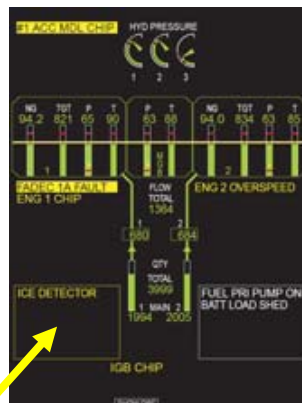 #1 ACC MDL CHIP HYD PRESSURE
1 2 3
NG TGT P T P T NG TGT P T
94.2 821 65 90 63 66 94.0 834 63 85
1 2
FADEC 1A FAULT FLOW ENG 2 OVERSPEED
ENG 1 CHIP TOTAL
1364
1 2
680 684
QTY
TOTAL
3999
ICE DETECTOR FUEL PRI PUMP ON
1 MAIN 2 BATT LOAD SHED
1994 2005
IGB CHIP